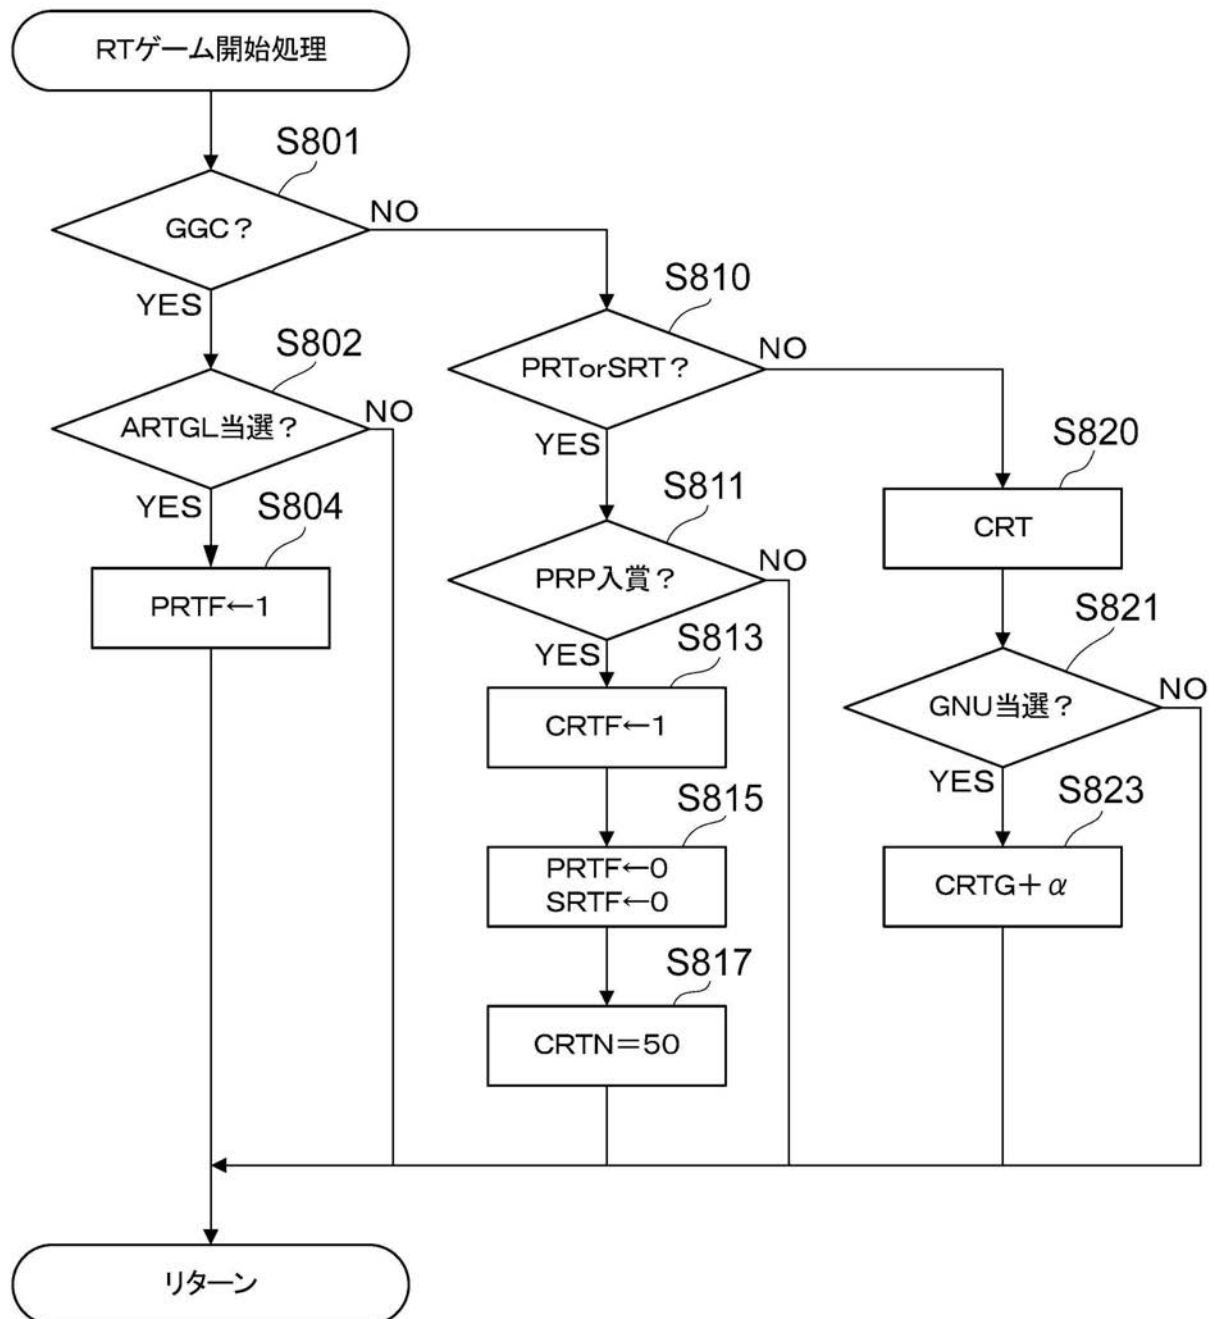 RTゲーム開始処理
S801
GGC？
NO
YES
S802
ARTGL当選？
NO
YES
S804
PRTF←1
S810
PRTorSRT？
NO
YES
S811
PRP入賞？
NO
YES
S813
CRTF←1
S815
PRTF←0
SRTF←0
S817
CRTN＝50
S820
CRT
S821
GNU当選？
NO
YES
S823
CRTG＋α
リターン